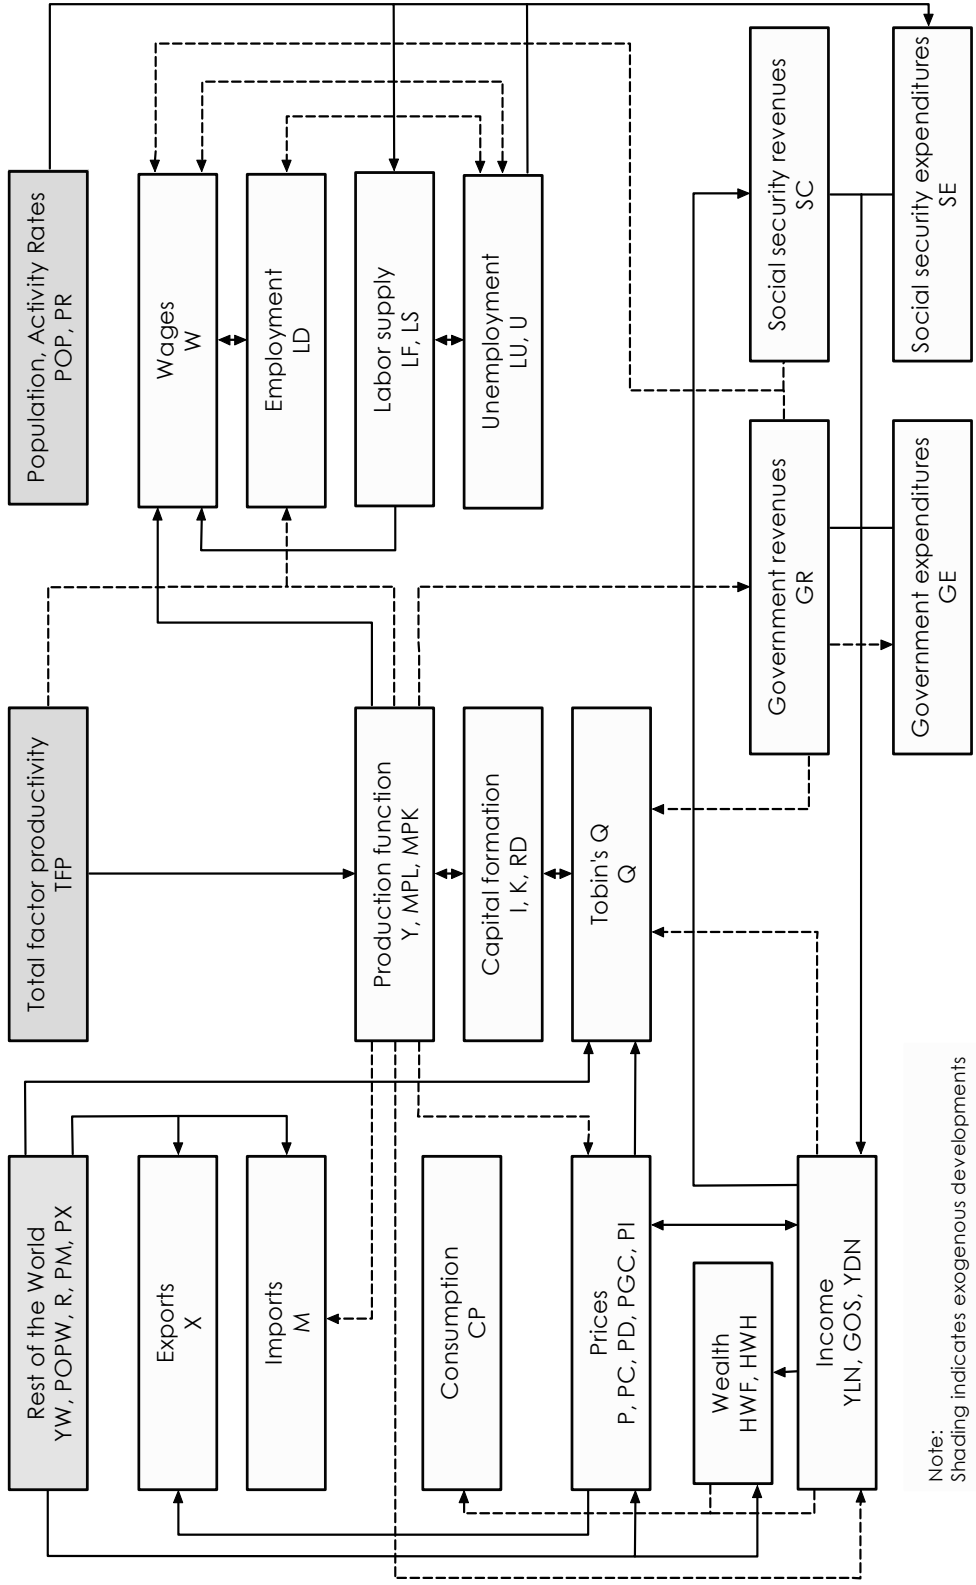 Rest of the World
YW, POPW, R, PM, PX
Exports
X
Imports
M
Consumption
CP
Prices
P, PC, PD, PGC, PI
Wealth
HWF, HWH
Income
YLN, GOS, YDN
Total factor productivity
TFP
Production function
Y, MPL, MPK
Capital formation
I, K, RD
Tobin's Q
Q
Population, Activity Rates
POP, PR
Wages
W
Employment
LD
Labor supply
LF, LS
Unemployment
LU, U
Government revenues
GR
Government expenditures
GE
Social security revenues
SC
Social security expenditures
SE
Note:
Shading indicates exogenous developments